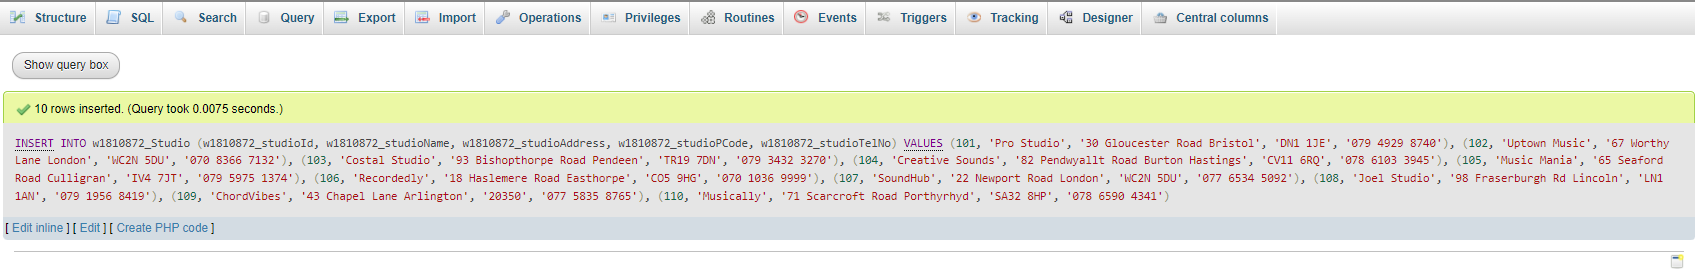 Structure SQL Search Query Export Import Operations Privileges Routines Events Triggers Tracking Designer Central columns
Show query box
10 rows inserted. (Query took 0.0075 seconds.)
INSERT INTO w1810872_Studio (w1810872_studioId, w1810872_studioName, w1810872_studioAddress, w1810872_studioPCode, w1810872_studioTelNo) VALUES (101, 'Pro Studio', '30 Gloucester Road Bristol', 'DN1 1JE', '079 4929 8740'), (102, 'Uptown Music', '67 Worthy
Lane London', 'WC2N 5DU', '070 8366 7132'), (103, 'Costal Studio', '93 Bishopthorpe Road Pendeen', 'TR19 7DN', '079 3432 3270'), (104, 'Creative Sounds', '82 Pendwyallt Road Burton Hastings', 'CV11 6RQ', '078 6103 3945'), (105, 'Music Mania', '65 Seaford
Road Culligran', 'IV4 7JT', '079 5975 1374'), (106, 'Recordedly', '18 Haslemere Road Easthorpe', 'CO5 9HG', '070 1036 9999'), (107, 'SoundHub', '22 Newport Road London', 'WC2N 5DU', '077 6534 5092'), (108, 'Joel Studio', '98 Fraserburgh Rd Lincoln', 'LN1
1AN', '079 1956 8419'), (109, 'ChordVibes', '43 Chapel Lane Arlington', '20350', '077 5835 8765'), (110, 'Musically', '71 Scarcroft Road Porthyrhyd', 'SA32 8HP', '078 6590 4341')
[ Edit inline ] [ Edit ] [ Create PHP code ]